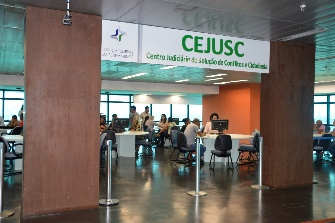 CEJUSC
Centro Judiciário de Solução de Conflitos e Cidadania